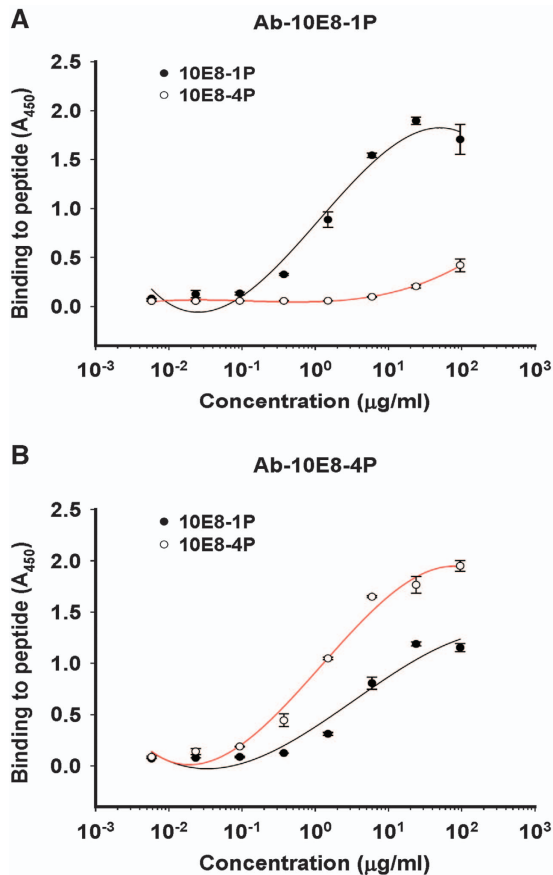 A
Ab-10E8-1P
2.5
2.0
1.5
1.0
0.5
0.0
Binding to peptide (A₄₅₀)
10E8-1P
10E8-4P
10⁻³ 10⁻² 10⁻¹ 10⁰ 10¹ 10² 10³
Concentration (μg/ml)
B
Ab-10E8-4P
2.5
2.0
1.5
1.0
0.5
0.0
Binding to peptide (A₄₅₀)
10E8-1P
10E8-4P
10⁻³ 10⁻² 10⁻¹ 10⁰ 10¹ 10² 10³
Concentration (μg/ml)